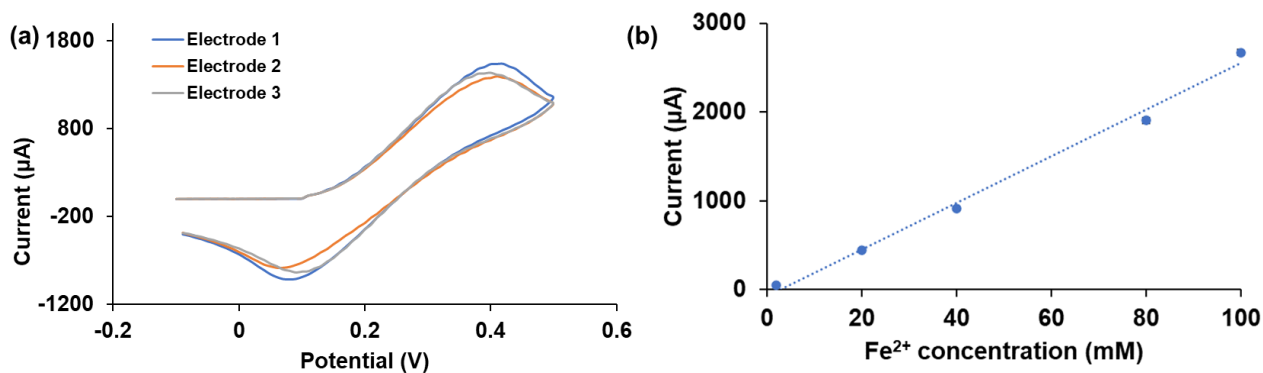 (a)
1800
800
-200
-1200
Current (µA)
Electrode 1
Electrode 2
Electrode 3
-0.2
0
0.2
0.4
0.6
Potential (V)
(b)
3000
2000
1000
0
Current (µA)
0
20
40
60
80
100
Fe²⁺ concentration (mM)